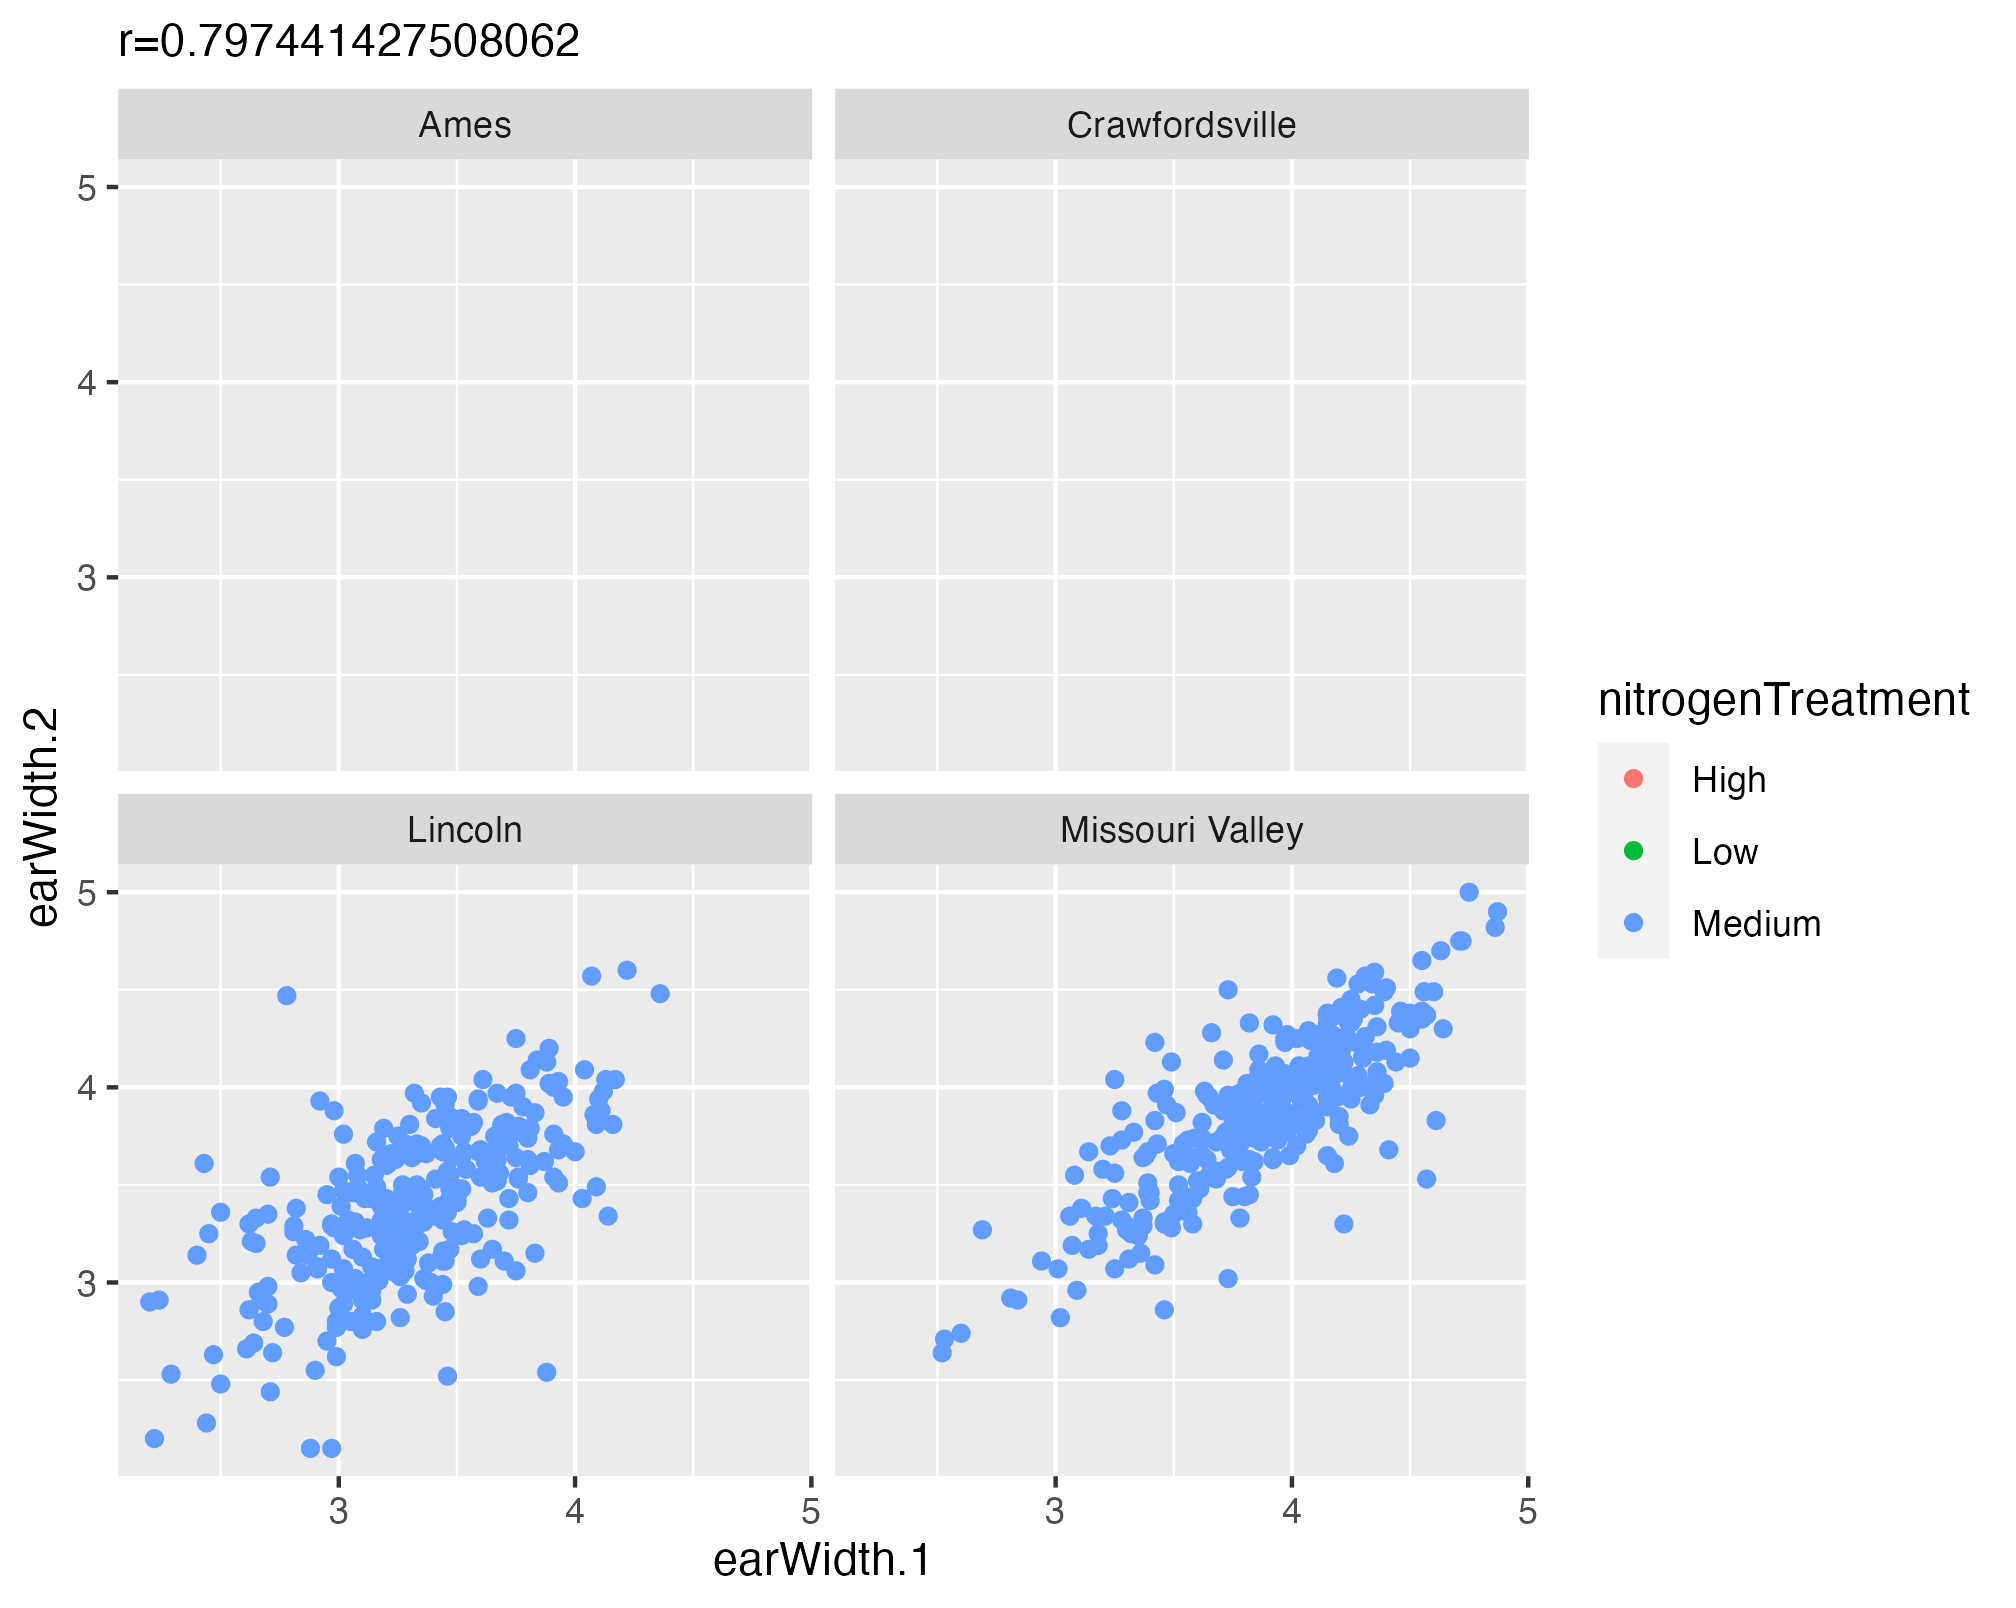 r=0.797441427508062
Ames
Crawfordsville
5
4
3
Lincoln
Missouri Valley
5
4
3
3
4
5
3
4
5
earWidth.1
earWidth.2
nitrogenTreatment
High
Low
Medium